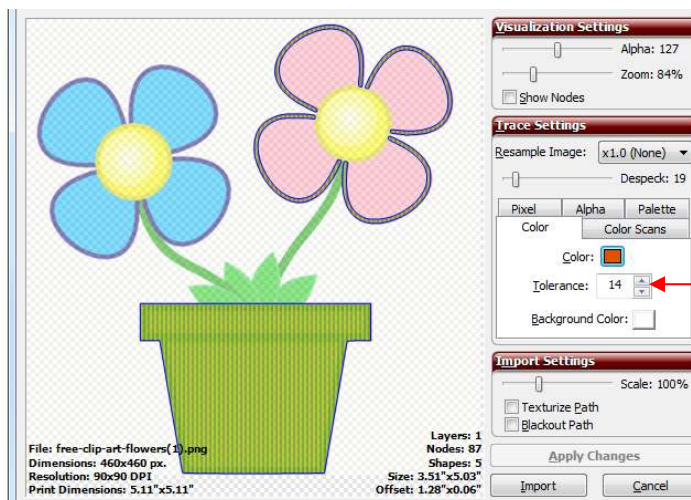 Visualization Settings
Alpha: 127
Zoom: 84%
Show Nodes
Trace Settings
Resample Image: x1.0 (None)
Despeck: 19
Pixel Alpha Palette
Color Color Scans
Color:
Tolerance: 14
Background Color:
Import Settings
Scale: 100%
Texturize Path
Blackout Path
Apply Changes
Import Cancel
File: free-clip-art-flowers(1).png
Dimensions: 460x460 px.
Resolution: 90x90 DPI
Print Dimensions: 5.11"x5.11"
Layers: 1
Nodes: 87
Shapes: 5
Size: 3.51"x5.03"
Offset: 1.28"x0.06"